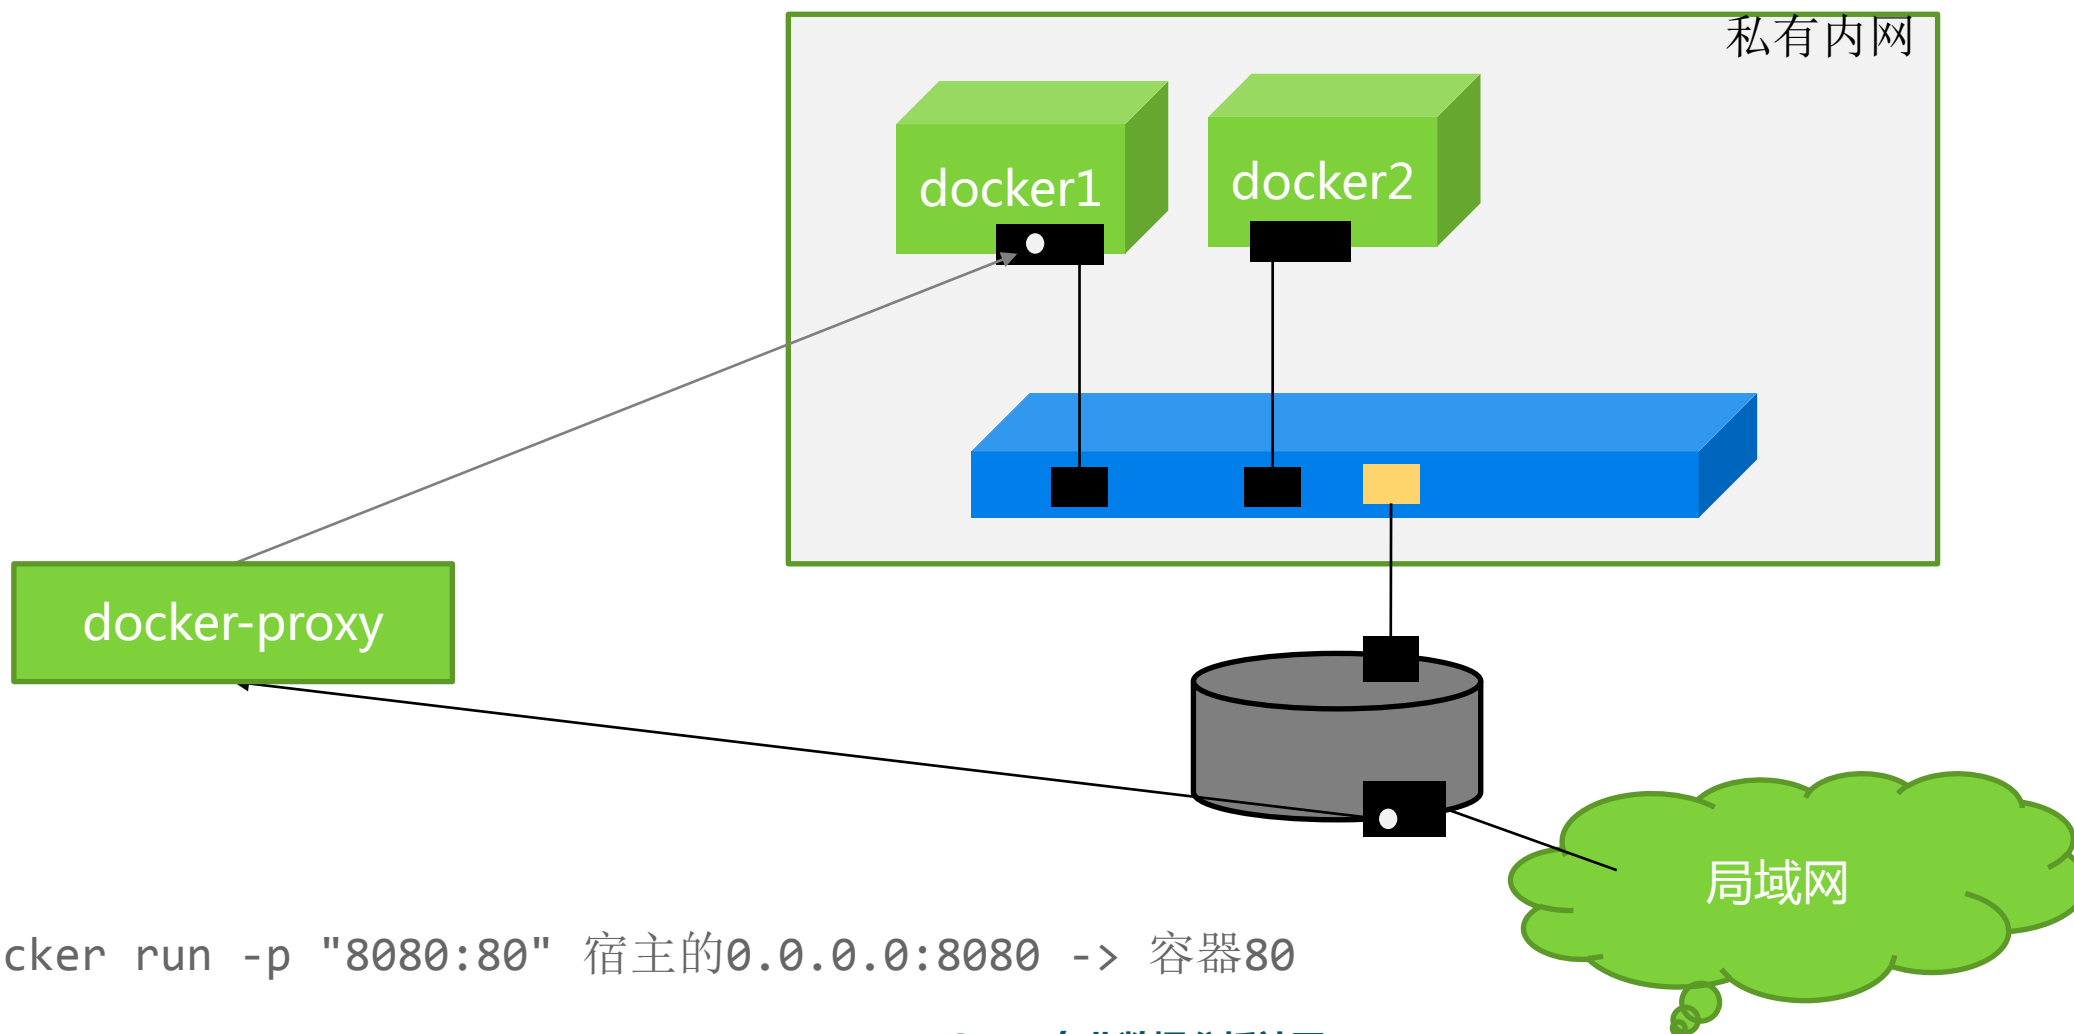 私有内网
docker1
docker2
docker-proxy
局域网
cker run -p "8080:80" 宿主的0.0.0.0:8080 -> 容器80